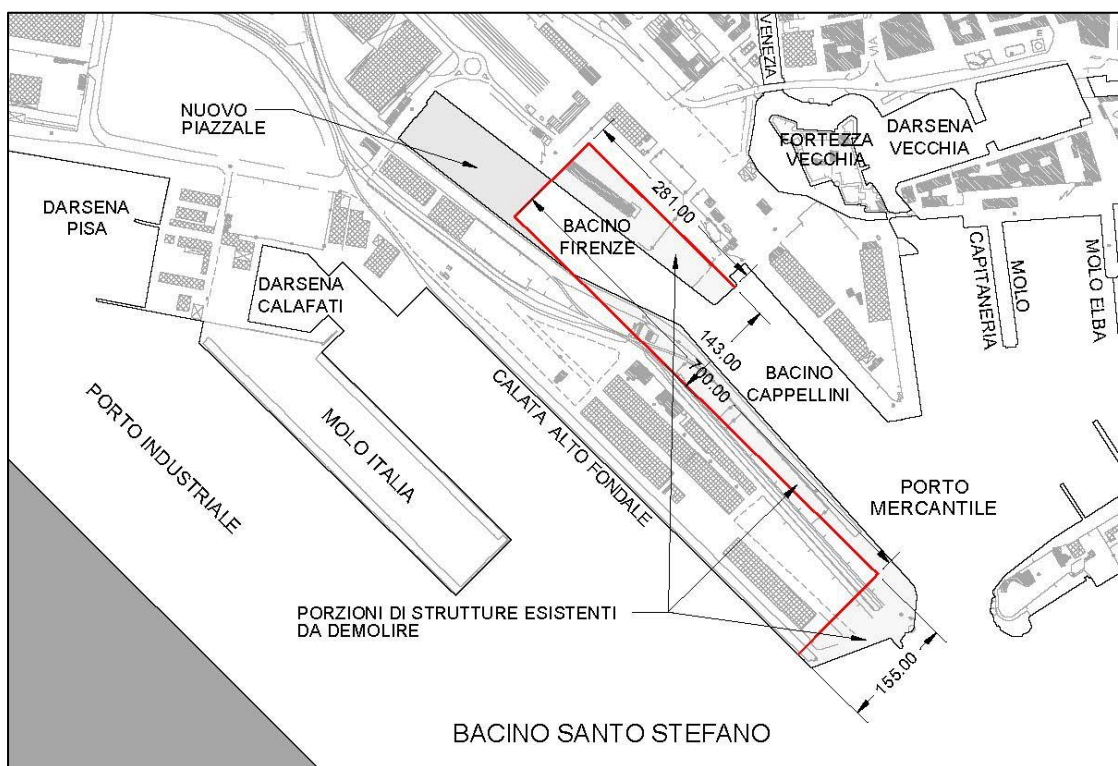 VENEZIA
VIA
NUOVO
PIAZZALE
DARSENA
VECCHIA
FORTEZZA
VECCHIA
281.00
DARSENA
PISA
BACINO
FIRENZE
DARSENA
CALAFATI
CAPITANERIA
MOLO
MOLO ELBA
143.00
700.00
BACINO
CAPPELLINI
PORTO INDUSTRIALE
MOLO ITALIA
CALATA ALTO FONDALE
PORTO
MERCANTILE
PORZIONI DI STRUTTURE ESISTENTI
DA DEMOLIRE
155.00
BACINO SANTO STEFANO